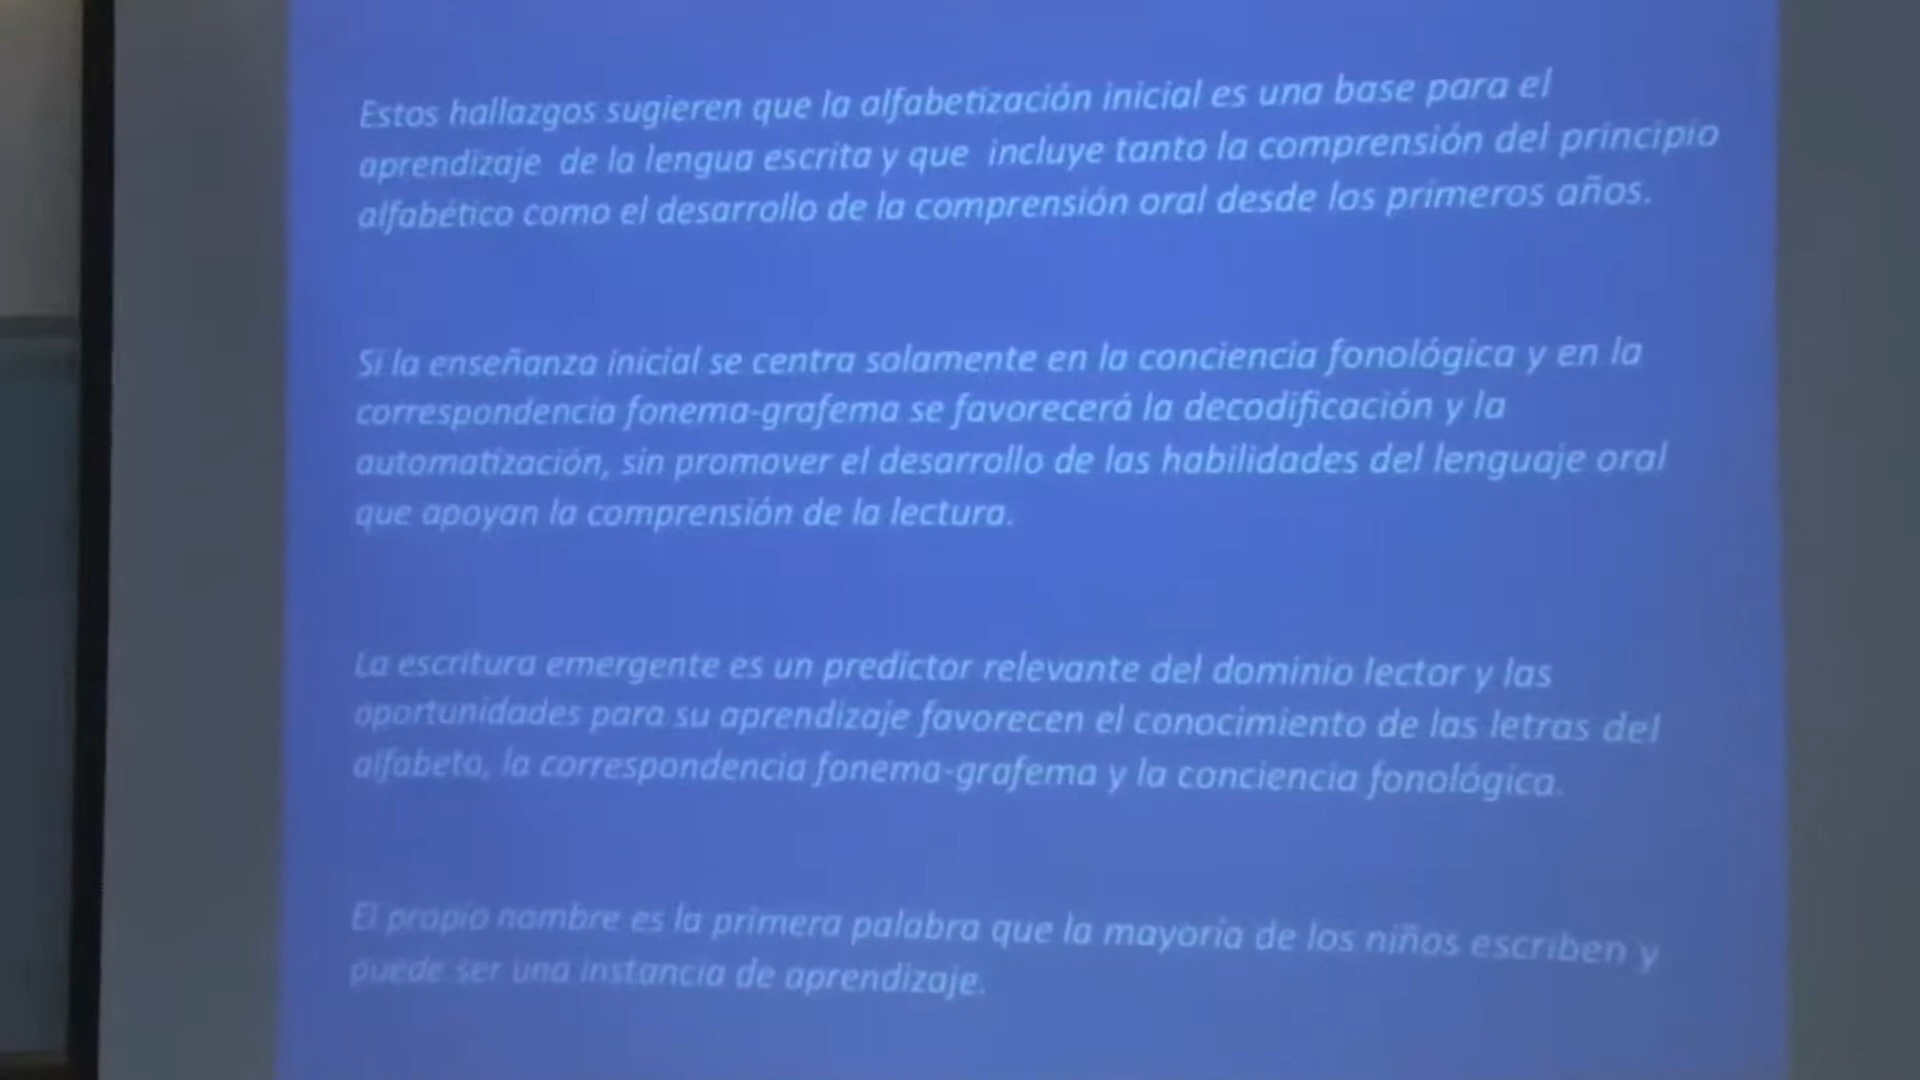 Estos hallazgos sugieren que la alfabetización inicial es una base para el
aprendizaje de la lengua escrita y que incluye tanto la comprensión del principio
alfabético como el desarrollo de la comprensión oral desde los primeros años.
Si la enseñanza inicial se centra solamente en la conciencia fonológica y en la
correspondencia fonema-grafema se favorecerá la decodificación y la
automatización, sin promover el desarrollo de las habilidades del lenguaje oral
que apoyan la comprensión de la lectura.
La escritura emergente es un predictor relevante del dominio lector y las
oportunidades para su aprendizaje favorecen el conocimiento de las letras del
alfabeto, la correspondencia fonema-grafema y la conciencia fonológica.
El propio nombre es la primera palabra que la mayoria de los niños escriben y
puede ser una instancia de aprendizaje.